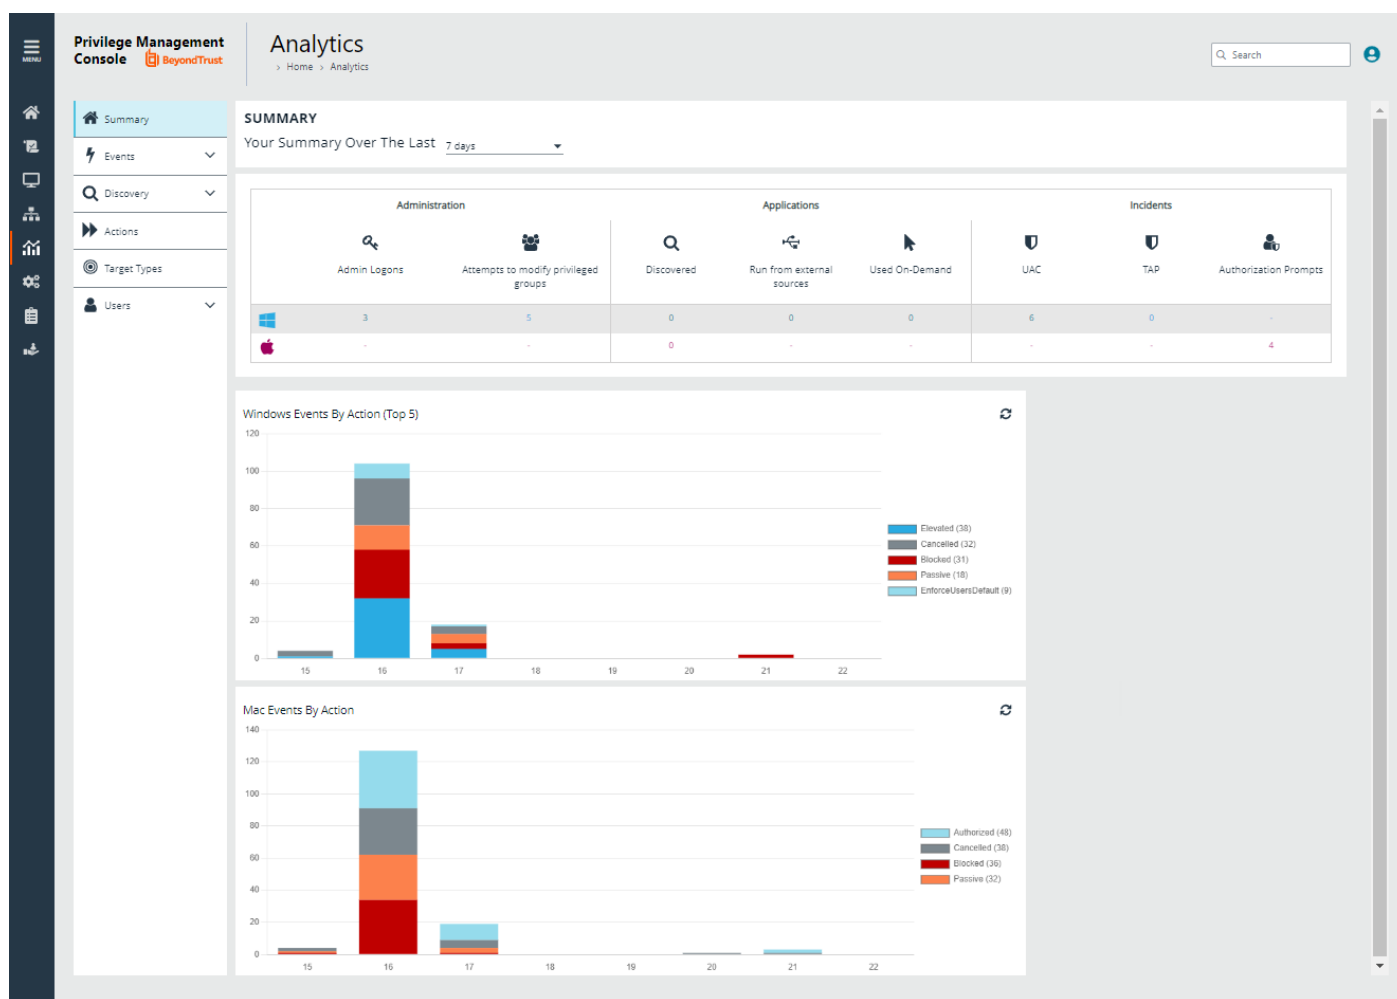 MENU
Privilege Management
Console BeyondTrust
Analytics
› Home › Analytics
Search
Summary
Events
Discovery
Actions
Target Types
Users
SUMMARY
Your Summary Over The Last 7 days
Administration Applications Incidents
Admin Logons Attempts to modify privileged groups Discovered Run from external sources Used On-Demand UAC TAP Authorization Prompts
3 5 0 0 0 6 0 -
- - 0 - - - - 4
Windows Events By Action (Top 5)
120
100
80
60
40
20
0
15 16 17 18 19 20 21 22
Elevated (38)
Cancelled (32)
Blocked (31)
Passive (18)
EnforceUsersDefault (9)
Mac Events By Action
140
120
100
80
60
40
20
0
15 16 17 18 19 20 21 22
Authorized (48)
Cancelled (38)
Blocked (36)
Passive (32)